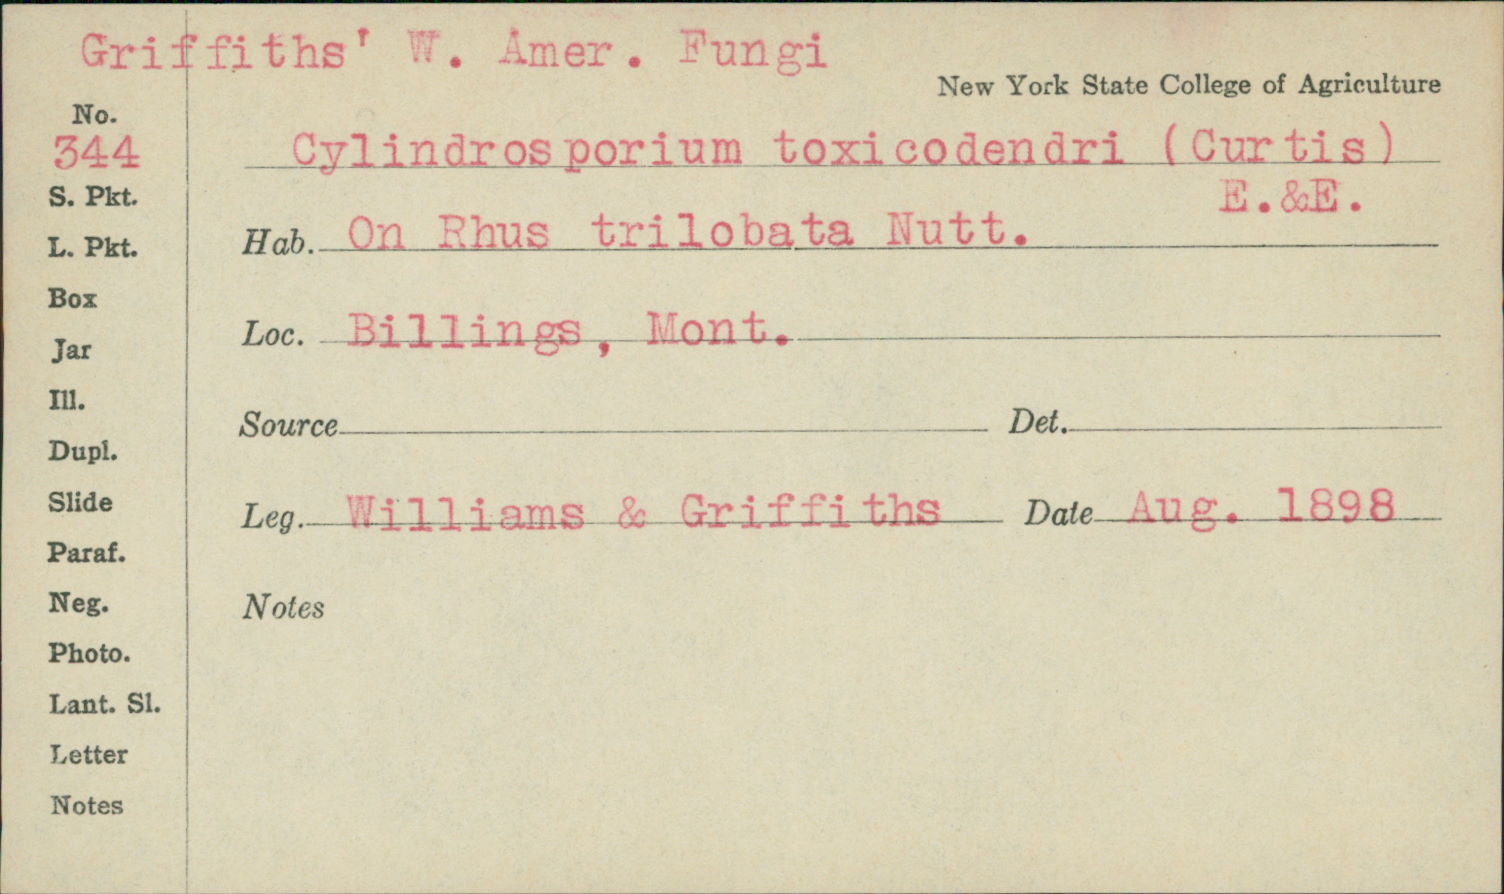 Griffiths' W. Amer. Fungi
New York State College of Agriculture
No.
344
Cylindrosporium toxicodendri (Curtis)
E.&E.
S. Pkt.
L. Pkt.
Box
Jar
Ill.
Dupl.
Slide
Paraf.
Neg.
Photo.
Lant. Sl.
Letter
Notes
Hab. On Rhus trilobata Nutt.
Loc. Billings, Mont.
Source Det.
Leg. Williams & Griffiths Date Aug. 1898
Notes